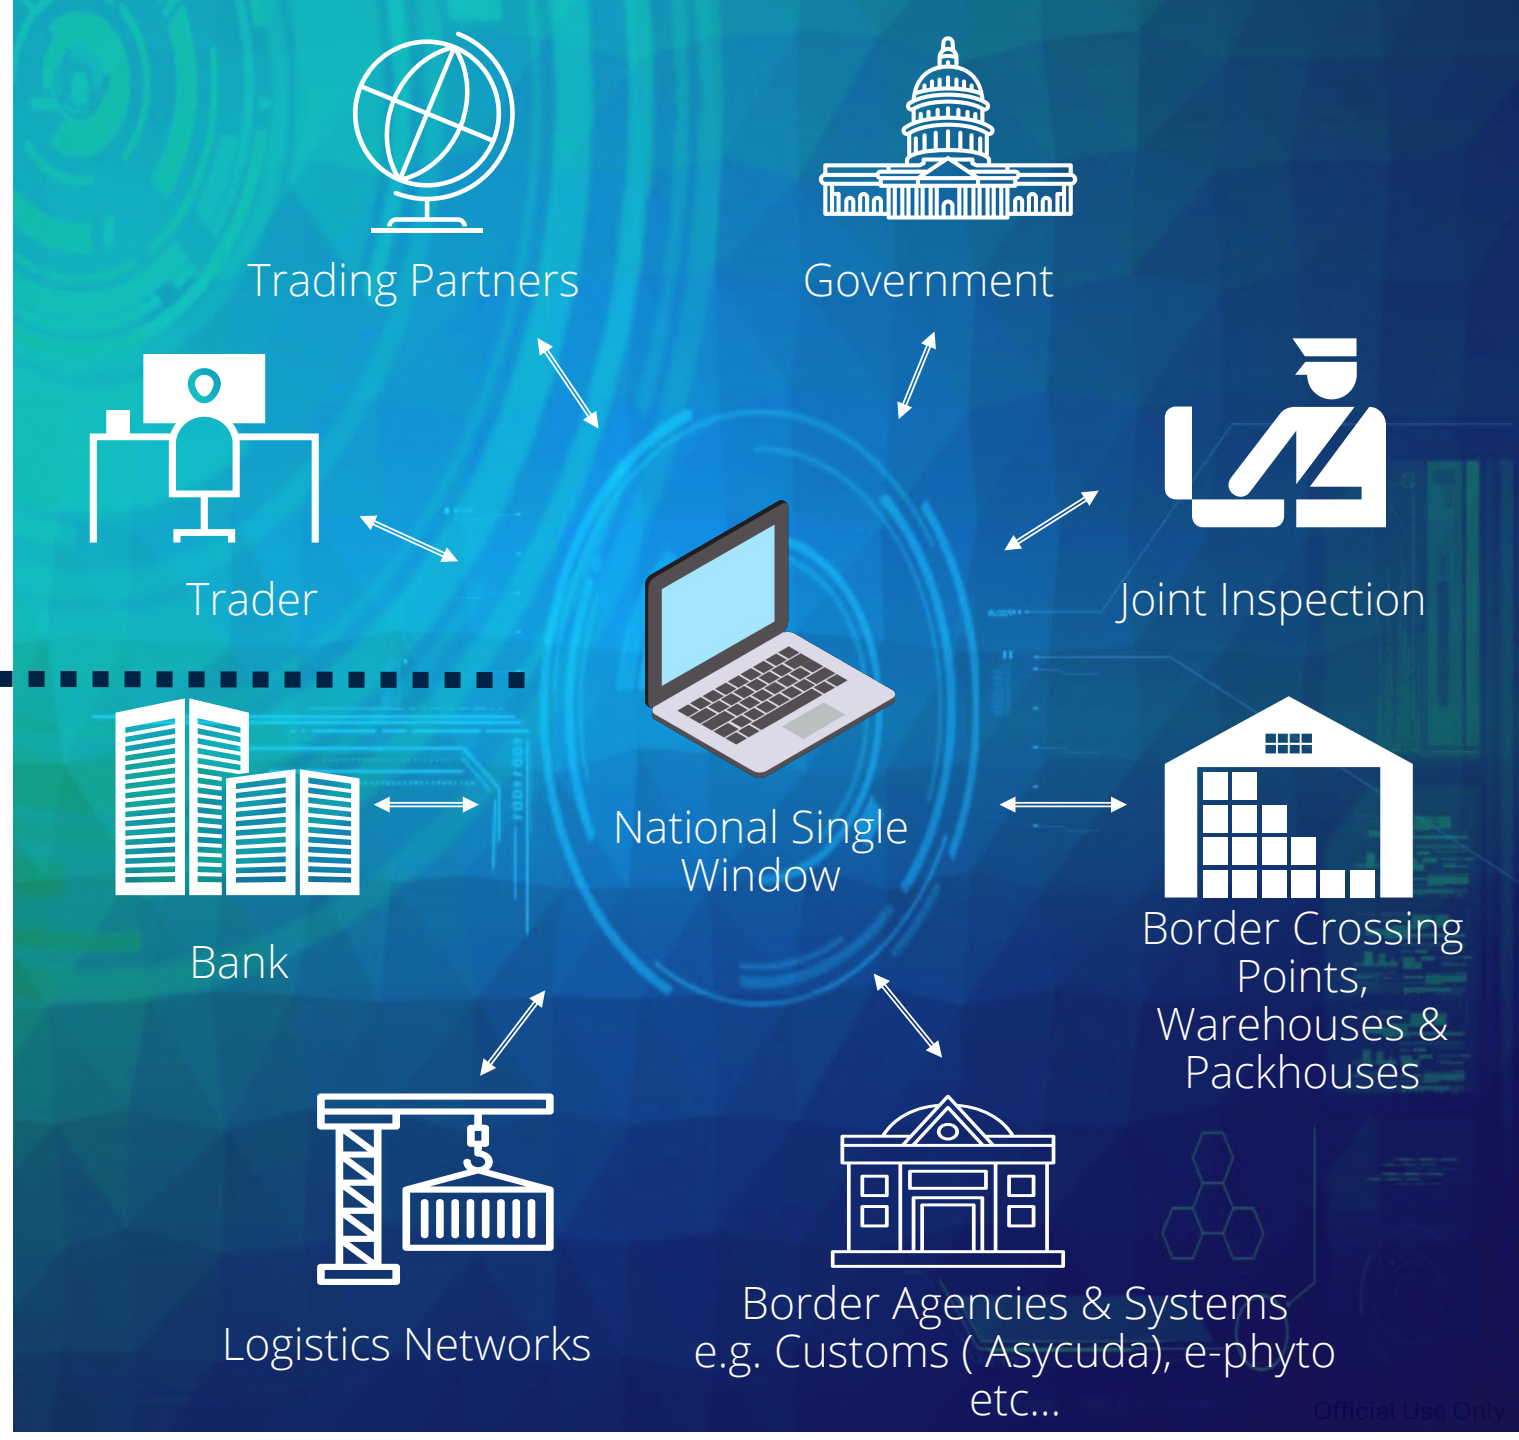 Trading Partners
Government
Trader
Joint Inspection
National Single
Window
Bank
Border Crossing
Points,
Warehouses &
Packhouses
Logistics Networks
Border Agencies & Systems
e.g. Customs ( Asycuda), e-phyto
etc...
Official Use Only